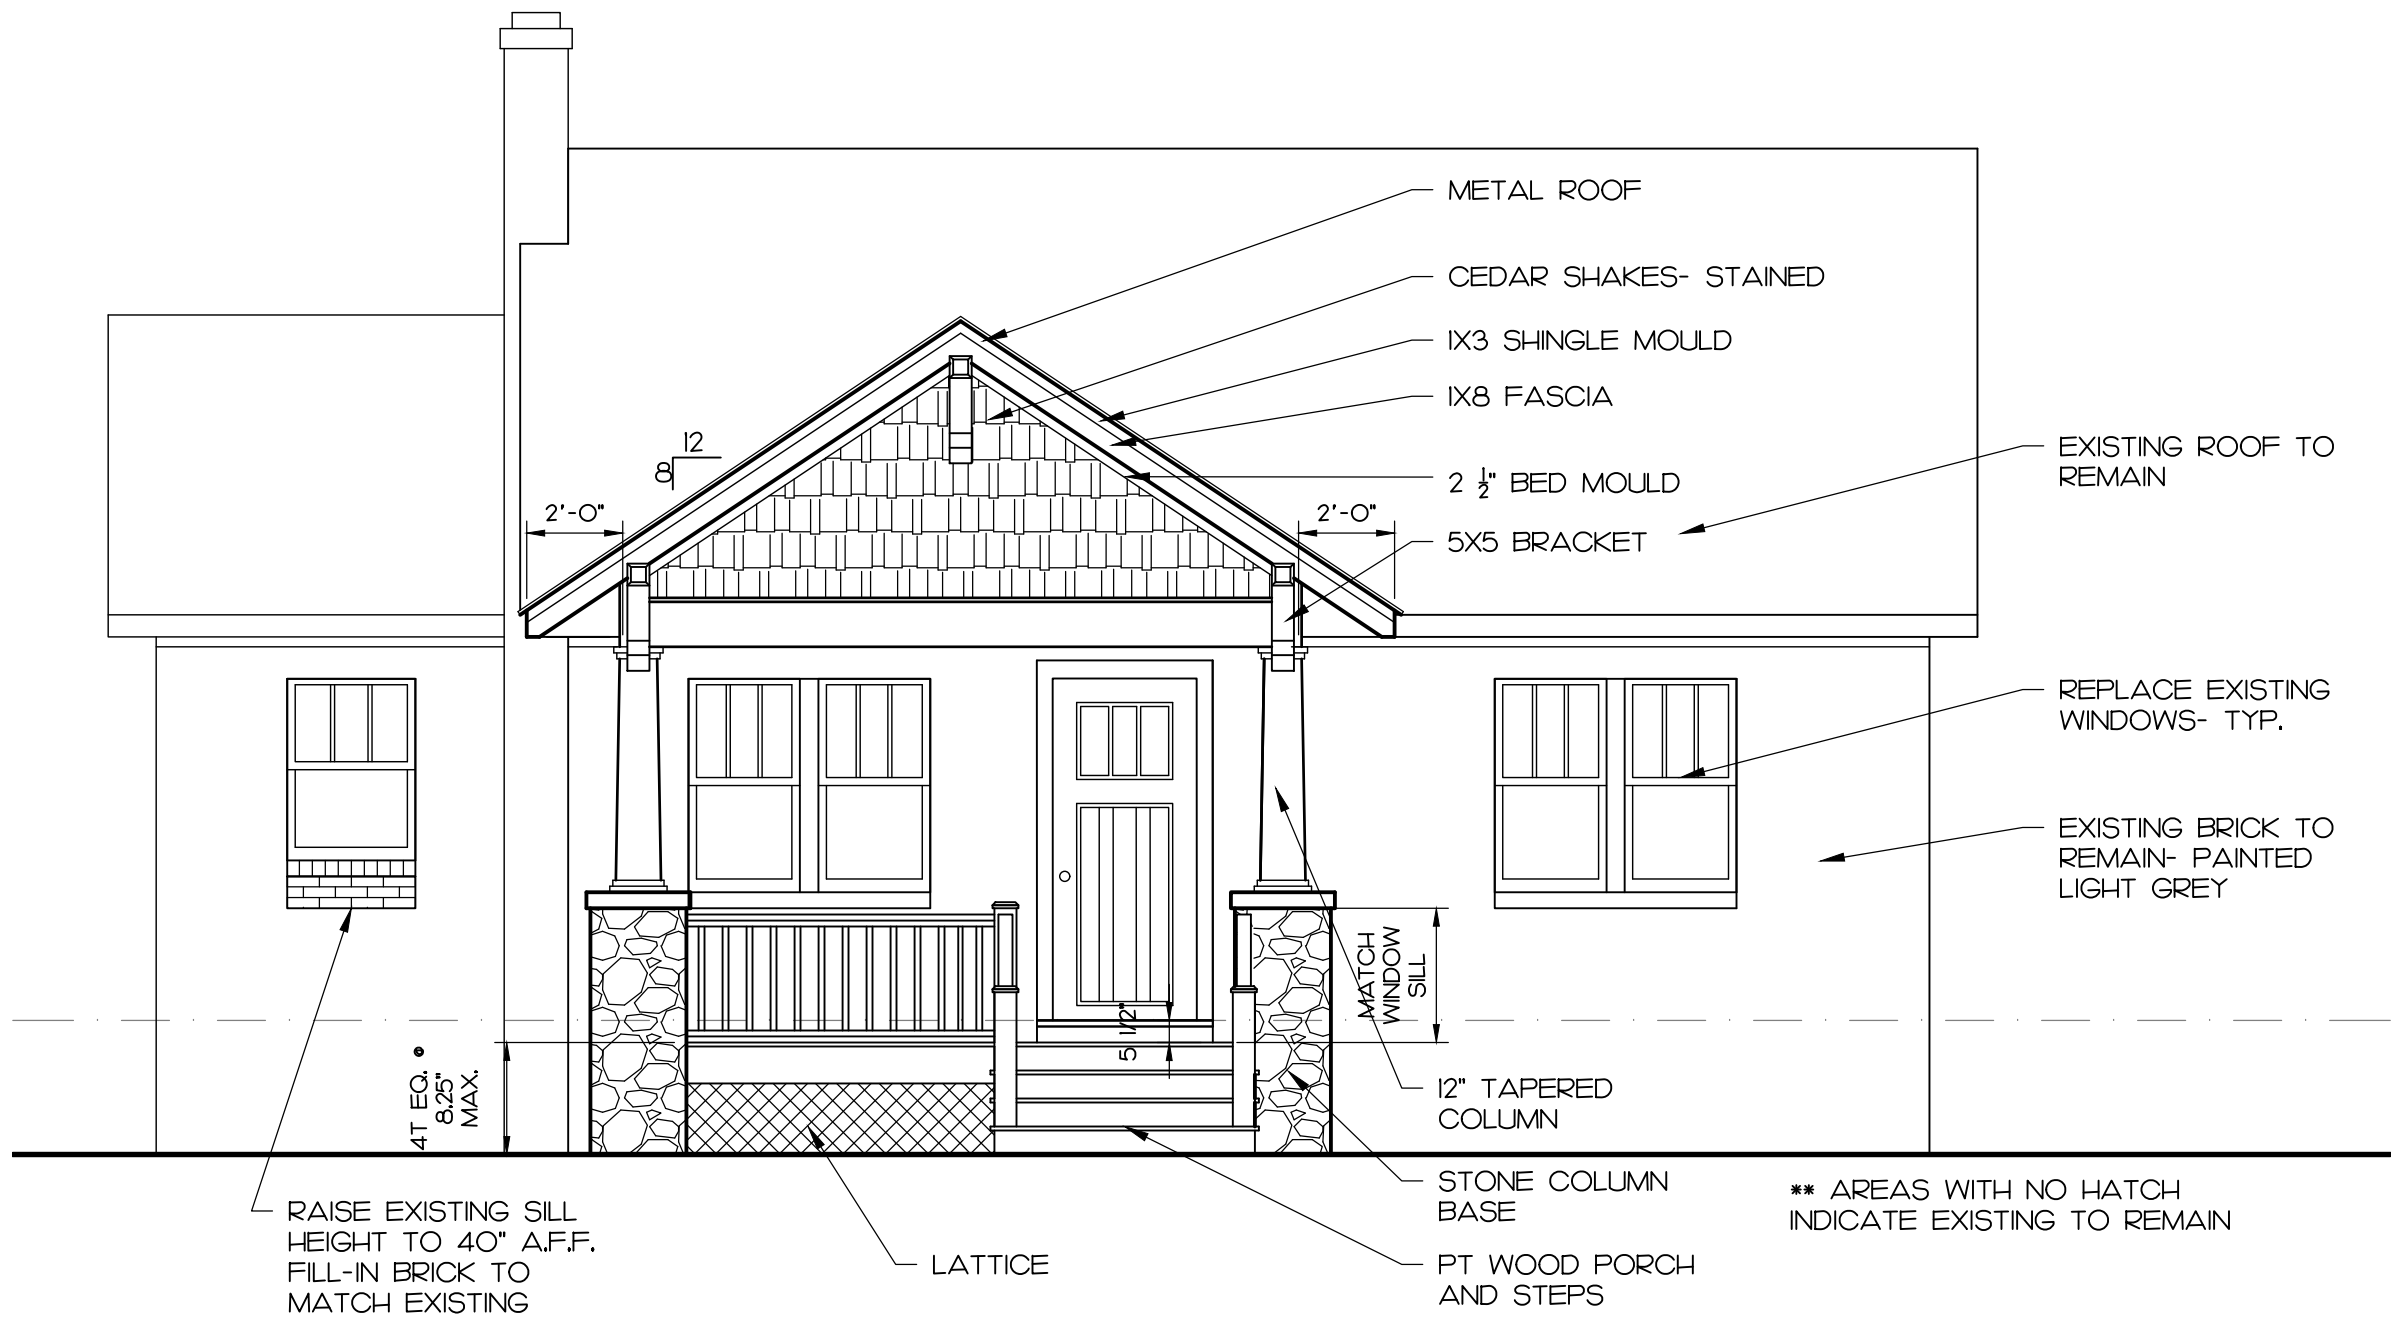 METAL ROOF
CEDAR SHAKES- STAINED
1X3 SHINGLE MOULD
1X8 FASCIA
2 ½" BED MOULD
5X5 BRACKET
12
8
2'-0"
2'-0"
EXISTING ROOF TO
REMAIN
REPLACE EXISTING
WINDOWS- TYP.
EXISTING BRICK TO
REMAIN- PAINTED
LIGHT GREY
MATCH
WINDOW
SILL
5 1/2"
4T EQ. @
8.25"
MAX.
12" TAPERED
COLUMN
STONE COLUMN
BASE
PT WOOD PORCH
AND STEPS
LATTICE
RAISE EXISTING SILL
HEIGHT TO 40" A.F.F.
FILL-IN BRICK TO
MATCH EXISTING
** AREAS WITH NO HATCH
INDICATE EXISTING TO REMAIN